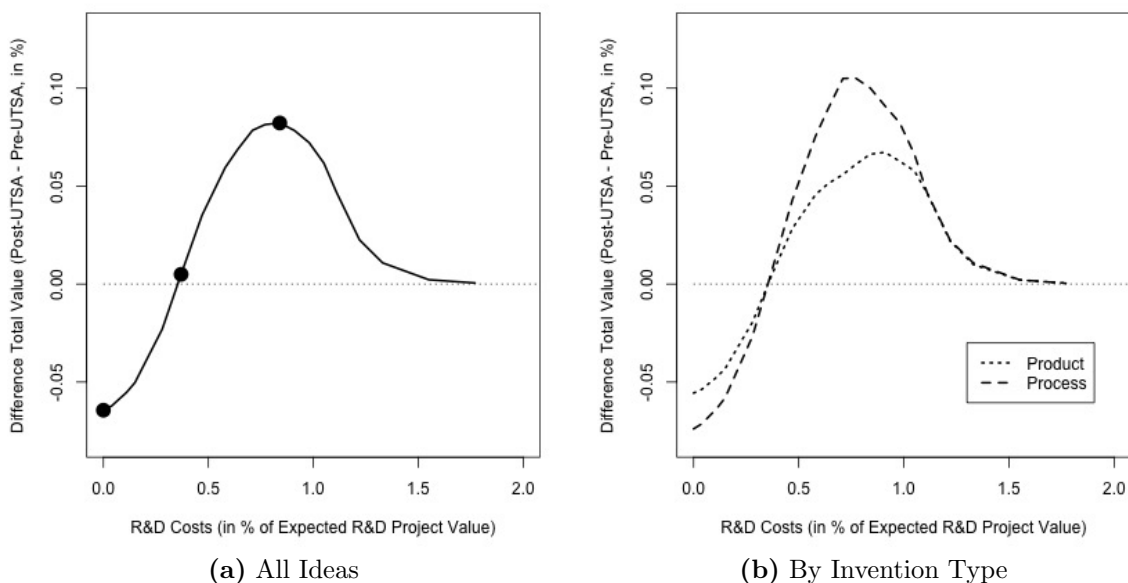 Difference Total Value (Post-UTSA - Pre-UTSA, in %)
0.10
0.05
0.00
-0.05
0.0
0.5
1.0
1.5
2.0
R&D Costs (in % of Expected R&D Project Value)
(a) All Ideas
Difference Total Value (Post-UTSA - Pre-UTSA, in %)
0.10
0.05
0.00
-0.05
Product
Process
0.0
0.5
1.0
1.5
2.0
R&D Costs (in % of Expected R&D Project Value)
(b) By Invention Type